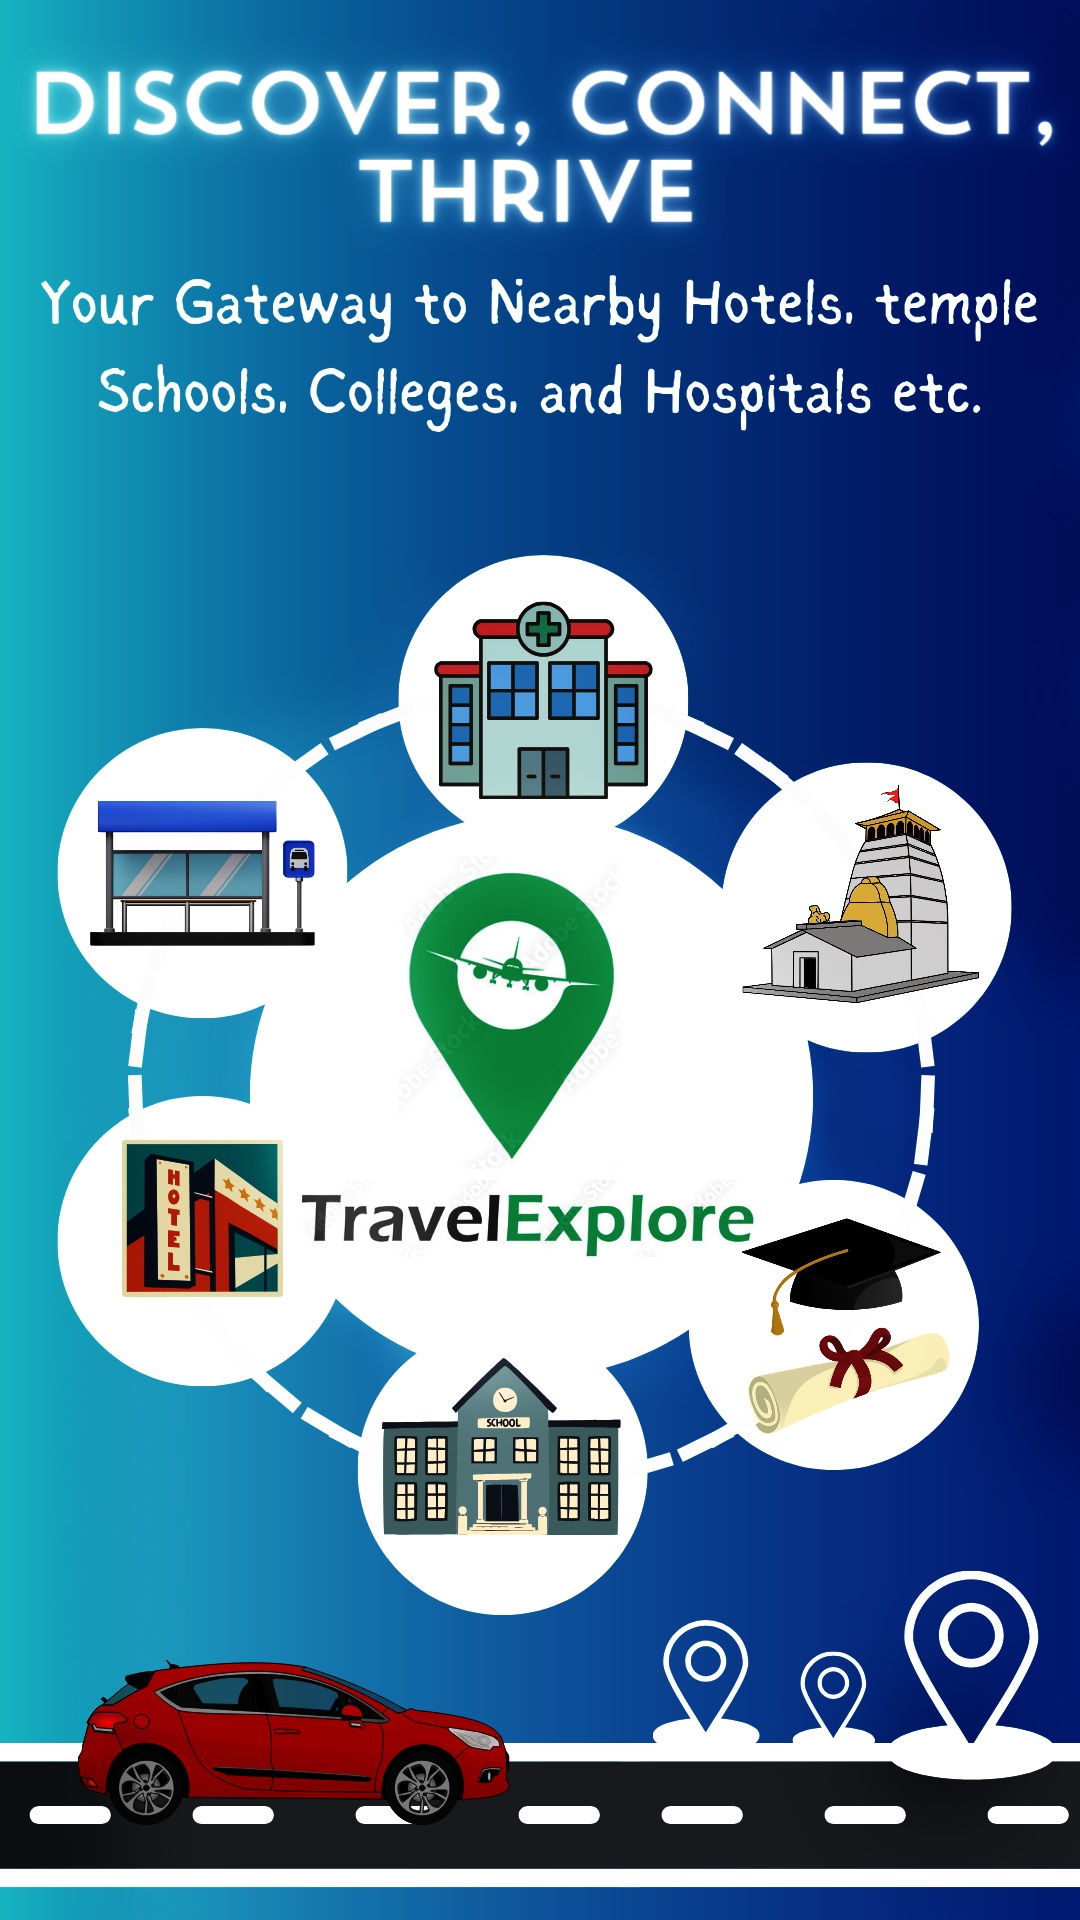 DISCOVER, CONNECT,
THRIVE
Your Gateway to Nearby Hotels, temple
Schools, Colleges, and Hospitals etc.
TravelExplore
HOTEL
SCHOOL